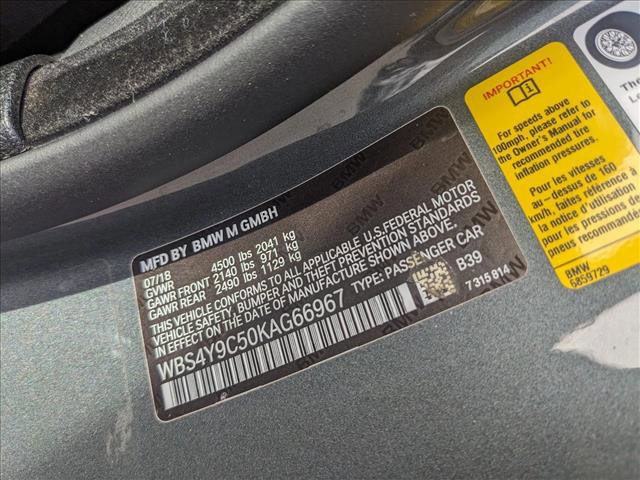 MFD BY BMW M GMBH
07/18 4500 lbs 2041 kg
GVWR
GAWR FRONT 2140 lbs 971 kg
GAWR REAR 2490 lbs 1129 kg
THIS VEHICLE CONFORMS TO ALL APPLICABLE U.S. FEDERAL MOTOR
VEHICLE SAFETY, BUMPER AND THEFT PREVENTION STANDARDS
IN EFFECT ON THE DATE OF MANUFACTURE SHOWN ABOVE.
WBS4Y9C50KAG66967 TYPE: PASSENGER CAR
B39
7 315 814
IMPORTANT!
For speeds above
100mph, please refer to
the Owner's Manual for
recommended tire
inflation pressures.
Pour les vitesses
au-dessus de 160
km/h, faites référence à
la notice d'utilisation
pour les pressions de
pneus recommandées
BMW
6859729